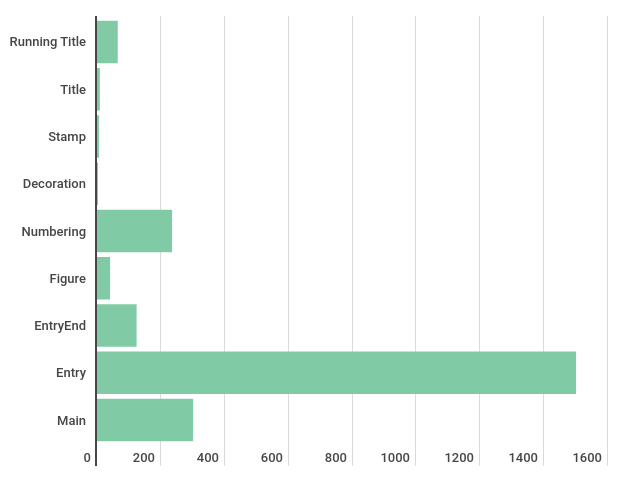 Running Title
Title
Stamp
Decoration
Numbering
Figure
EntryEnd
Entry
Main
0 200 400 600 800 1000 1200 1400 1600